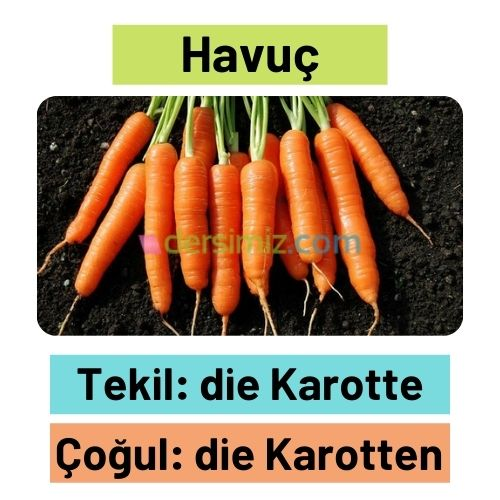 Havuç
dersimiz.com
Tekil: die Karotte
Çoğul: die Karotten